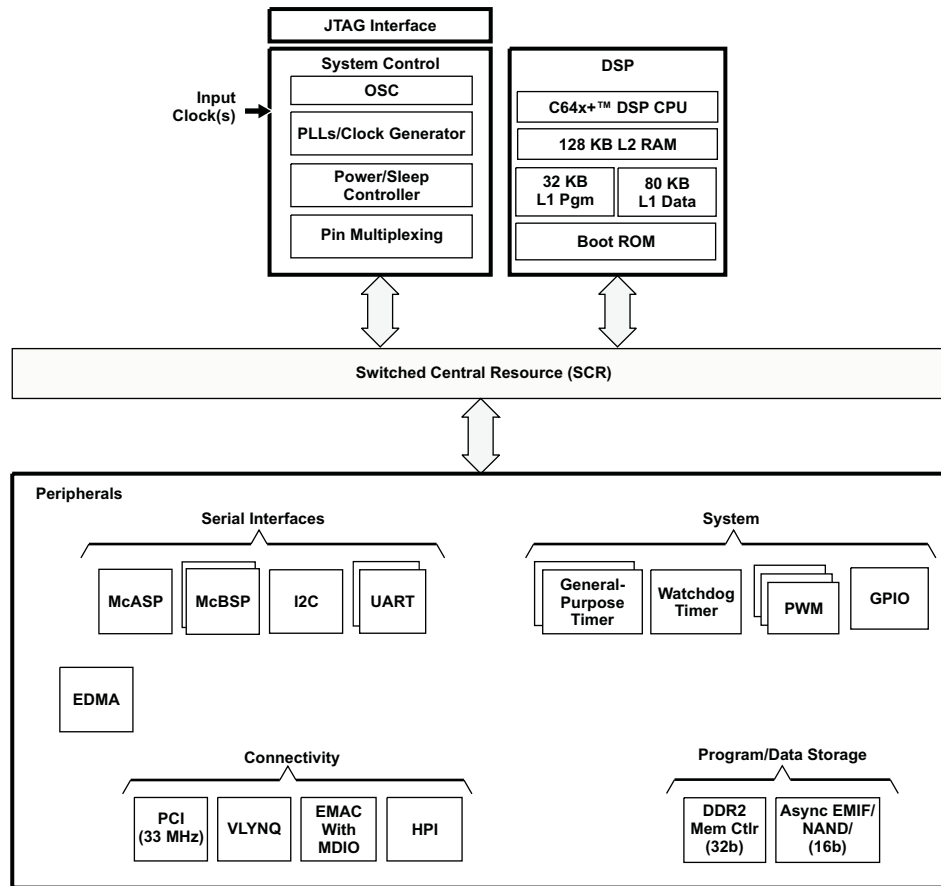 JTAG Interface
System Control
OSC
PLLs/Clock Generator
Power/Sleep
Controller
Pin Multiplexing
Input
Clock(s)
DSP
C64x+™ DSP CPU
128 KB L2 RAM
32 KB
L1 Pgm
80 KB
L1 Data
Boot ROM
Switched Central Resource (SCR)
Peripherals
Serial Interfaces
McASP
McBSP
I2C
UART
System
General-
Purpose
Timer
Watchdog
Timer
PWM
GPIO
EDMA
Connectivity
PCI
(33 MHz)
VLYNQ
EMAC
With
MDIO
HPI
Program/Data Storage
DDR2
Mem Ctlr
(32b)
Async EMIF/
NAND/
(16b)